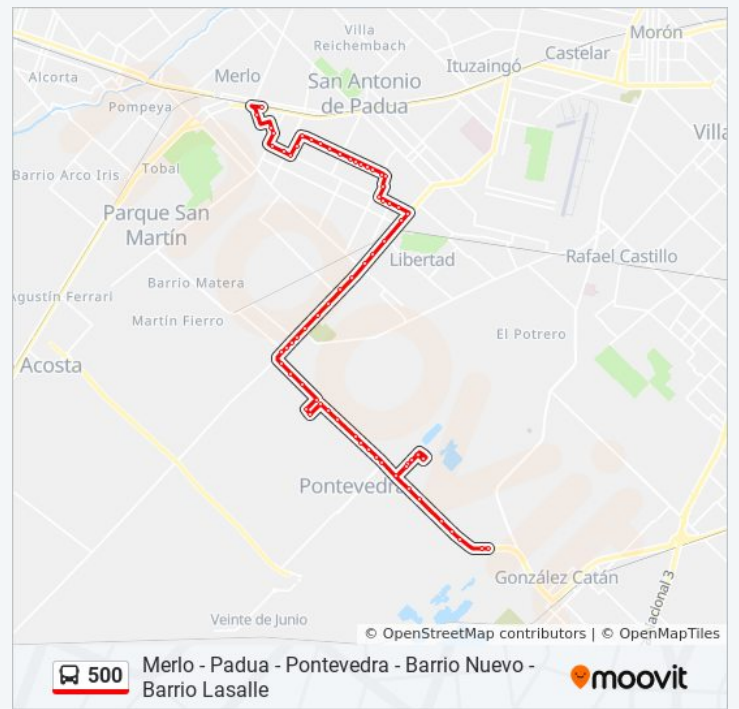 Morón
Villa
Reichembach
Castelar
Ituzaingó
Alcorta
Merlo
San Antonio
de Padua
Pompeya
Villa
Tobal
Barrio Arco Iris
Parque San
Martín
Libertad
Rafael Castillo
Barrio Matera
Agustín Ferrari
Martín Fierro
El Potrero
Acosta
Pontevedra
González Catán
Nacional 3
Veinte de Junio
© OpenStreetMap contributors | © OpenMapTiles
500
Merlo - Padua - Pontevedra - Barrio Nuevo -
Barrio Lasalle
moovit
moovit